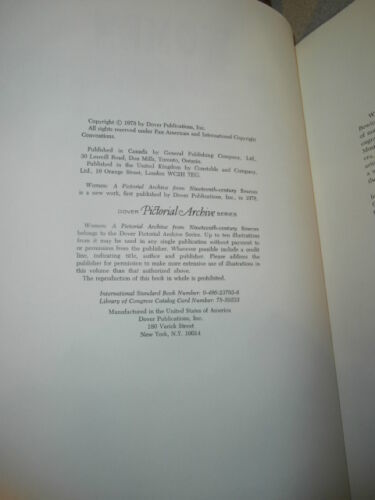 Copyright © 1978 by Dover Publications, Inc.
All rights reserved under Pan American and International Copyright
Conventions.
Published in Canada by General Publishing Company, Ltd.,
30 Lesmill Road, Don Mills, Toronto, Ontario.
Published in the United Kingdom by Constable and Company,
Ltd., 10 Orange Street, London WC2H 7EG.
Women: A Pictorial Archive from Nineteenth-century Sources
is a new work, first published by Dover Publications, Inc., in 1978.
DOVER Pictorial Archive SERIES
Women: A Pictorial Archive from Nineteenth-century Sources
belongs to the Dover Pictorial Archive Series. Up to ten illustrations
from it may be used in any single publication without payment to
or permissions from the publisher. Wherever possible include a credit
line, indicating title, author and publisher. Please address the
publisher for permission to make more extensive use of illustrations in
this volume than that authorized above.
The reproduction of this book in whole is prohibited.
International Standard Book Number: 0-486-23703-6
Library of Congress Catalog Card Number:
Manufactured in the United States of America
Dover Publications, Inc.
180 Varick Street
New York, N.Y. 10014